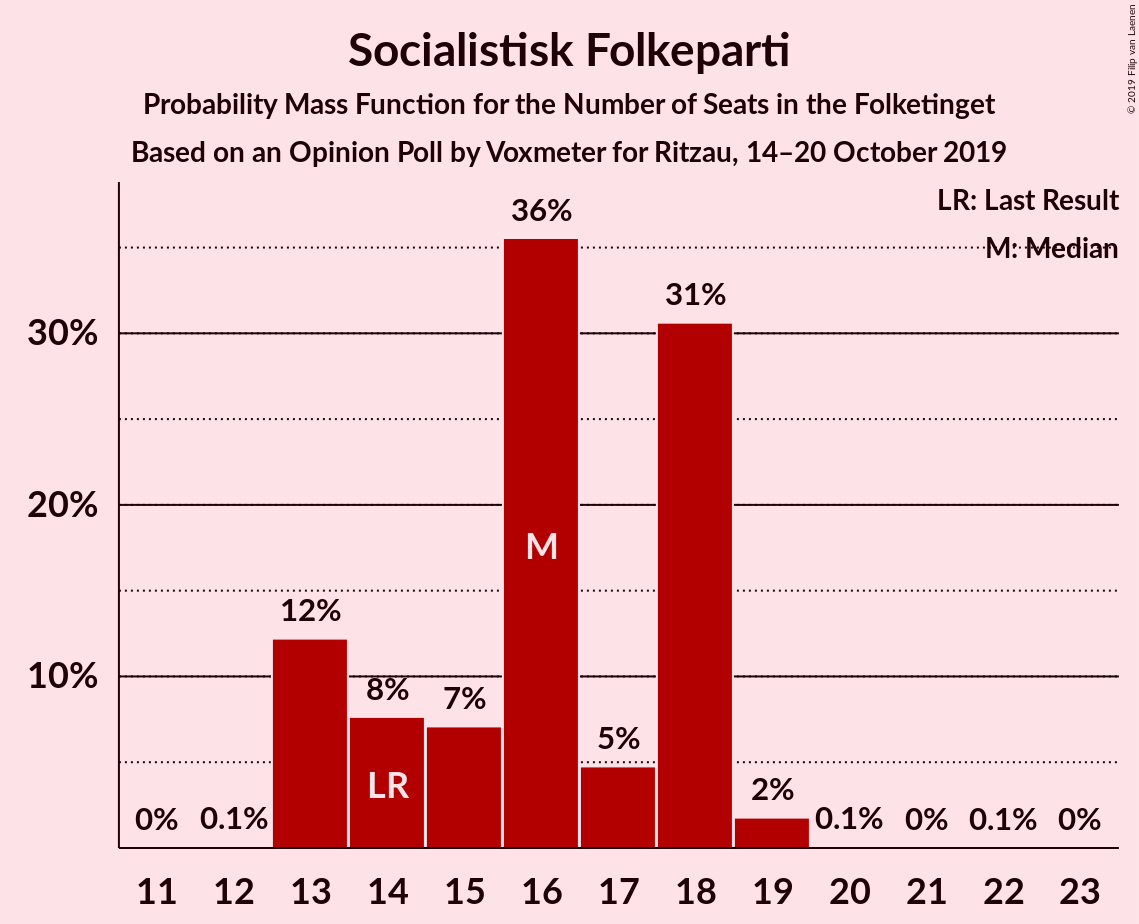 Socialistisk Folkeparti
Probability Mass Function for the Number of Seats in the Folketinget
Based on an Opinion Poll by Voxmeter for Ritzau, 14–20 October 2019
© 2019 Filip van Laenen
LR: Last Result
M: Median
36%
31%
30%
20%
M
12%
10%
8%
7%
5%
LR
2%
0%
0.1%
0.1%
0%
0.1%
0%
11 12 13 14 15 16 17 18 19 20 21 22 23